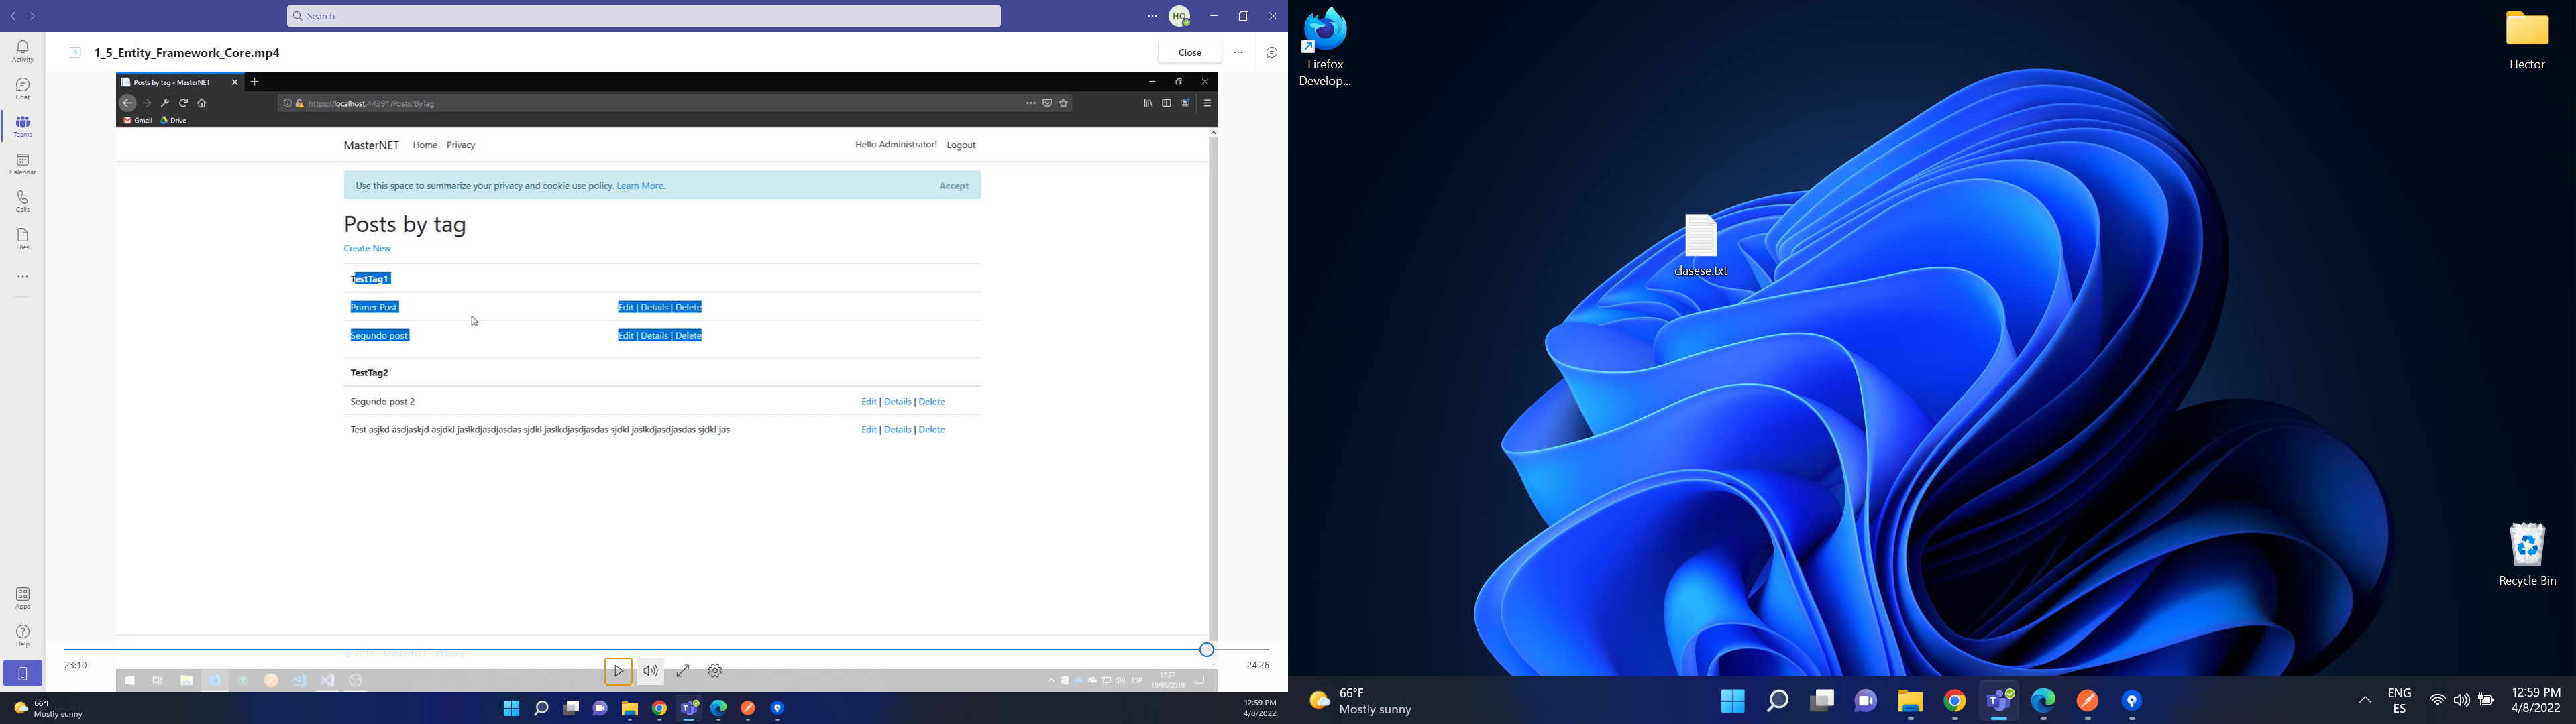 Search
HO
Activity
Chat
Teams
Calendar
Calls
Files
Apps
Help
1_5_Entity_Framework_Core.mp4
Close
Posts by tag - MasterNET
https://localhost:44391/Posts/ByTag
Gmail Drive
MasterNET Home Privacy Hello Administrator! Logout
Use this space to summarize your privacy and cookie use policy. Learn More. Accept
Posts by tag
Create New
TestTag1
Primer Post Edit | Details | Delete
Segundo post Edit | Details | Delete
TestTag2
Segundo post 2 Edit | Details | Delete
Test asjkd asdjaskjd asjdkl jaslkdjasdjasdas sjdkl jaslkdjasdjasdas sjdkl jaslkdjasdjasdas sjdkl jas Edit | Details | Delete
© 2019 - MasterNET - Privacy
23:10 24:26
ESP 17:37
19/05/2019
66°F
Mostly sunny
12:59 PM
4/8/2022
Firefox
Develop...
Hector
clasese.txt
Recycle Bin
66°F
Mostly sunny
ENG
ES
12:59 PM
4/8/2022